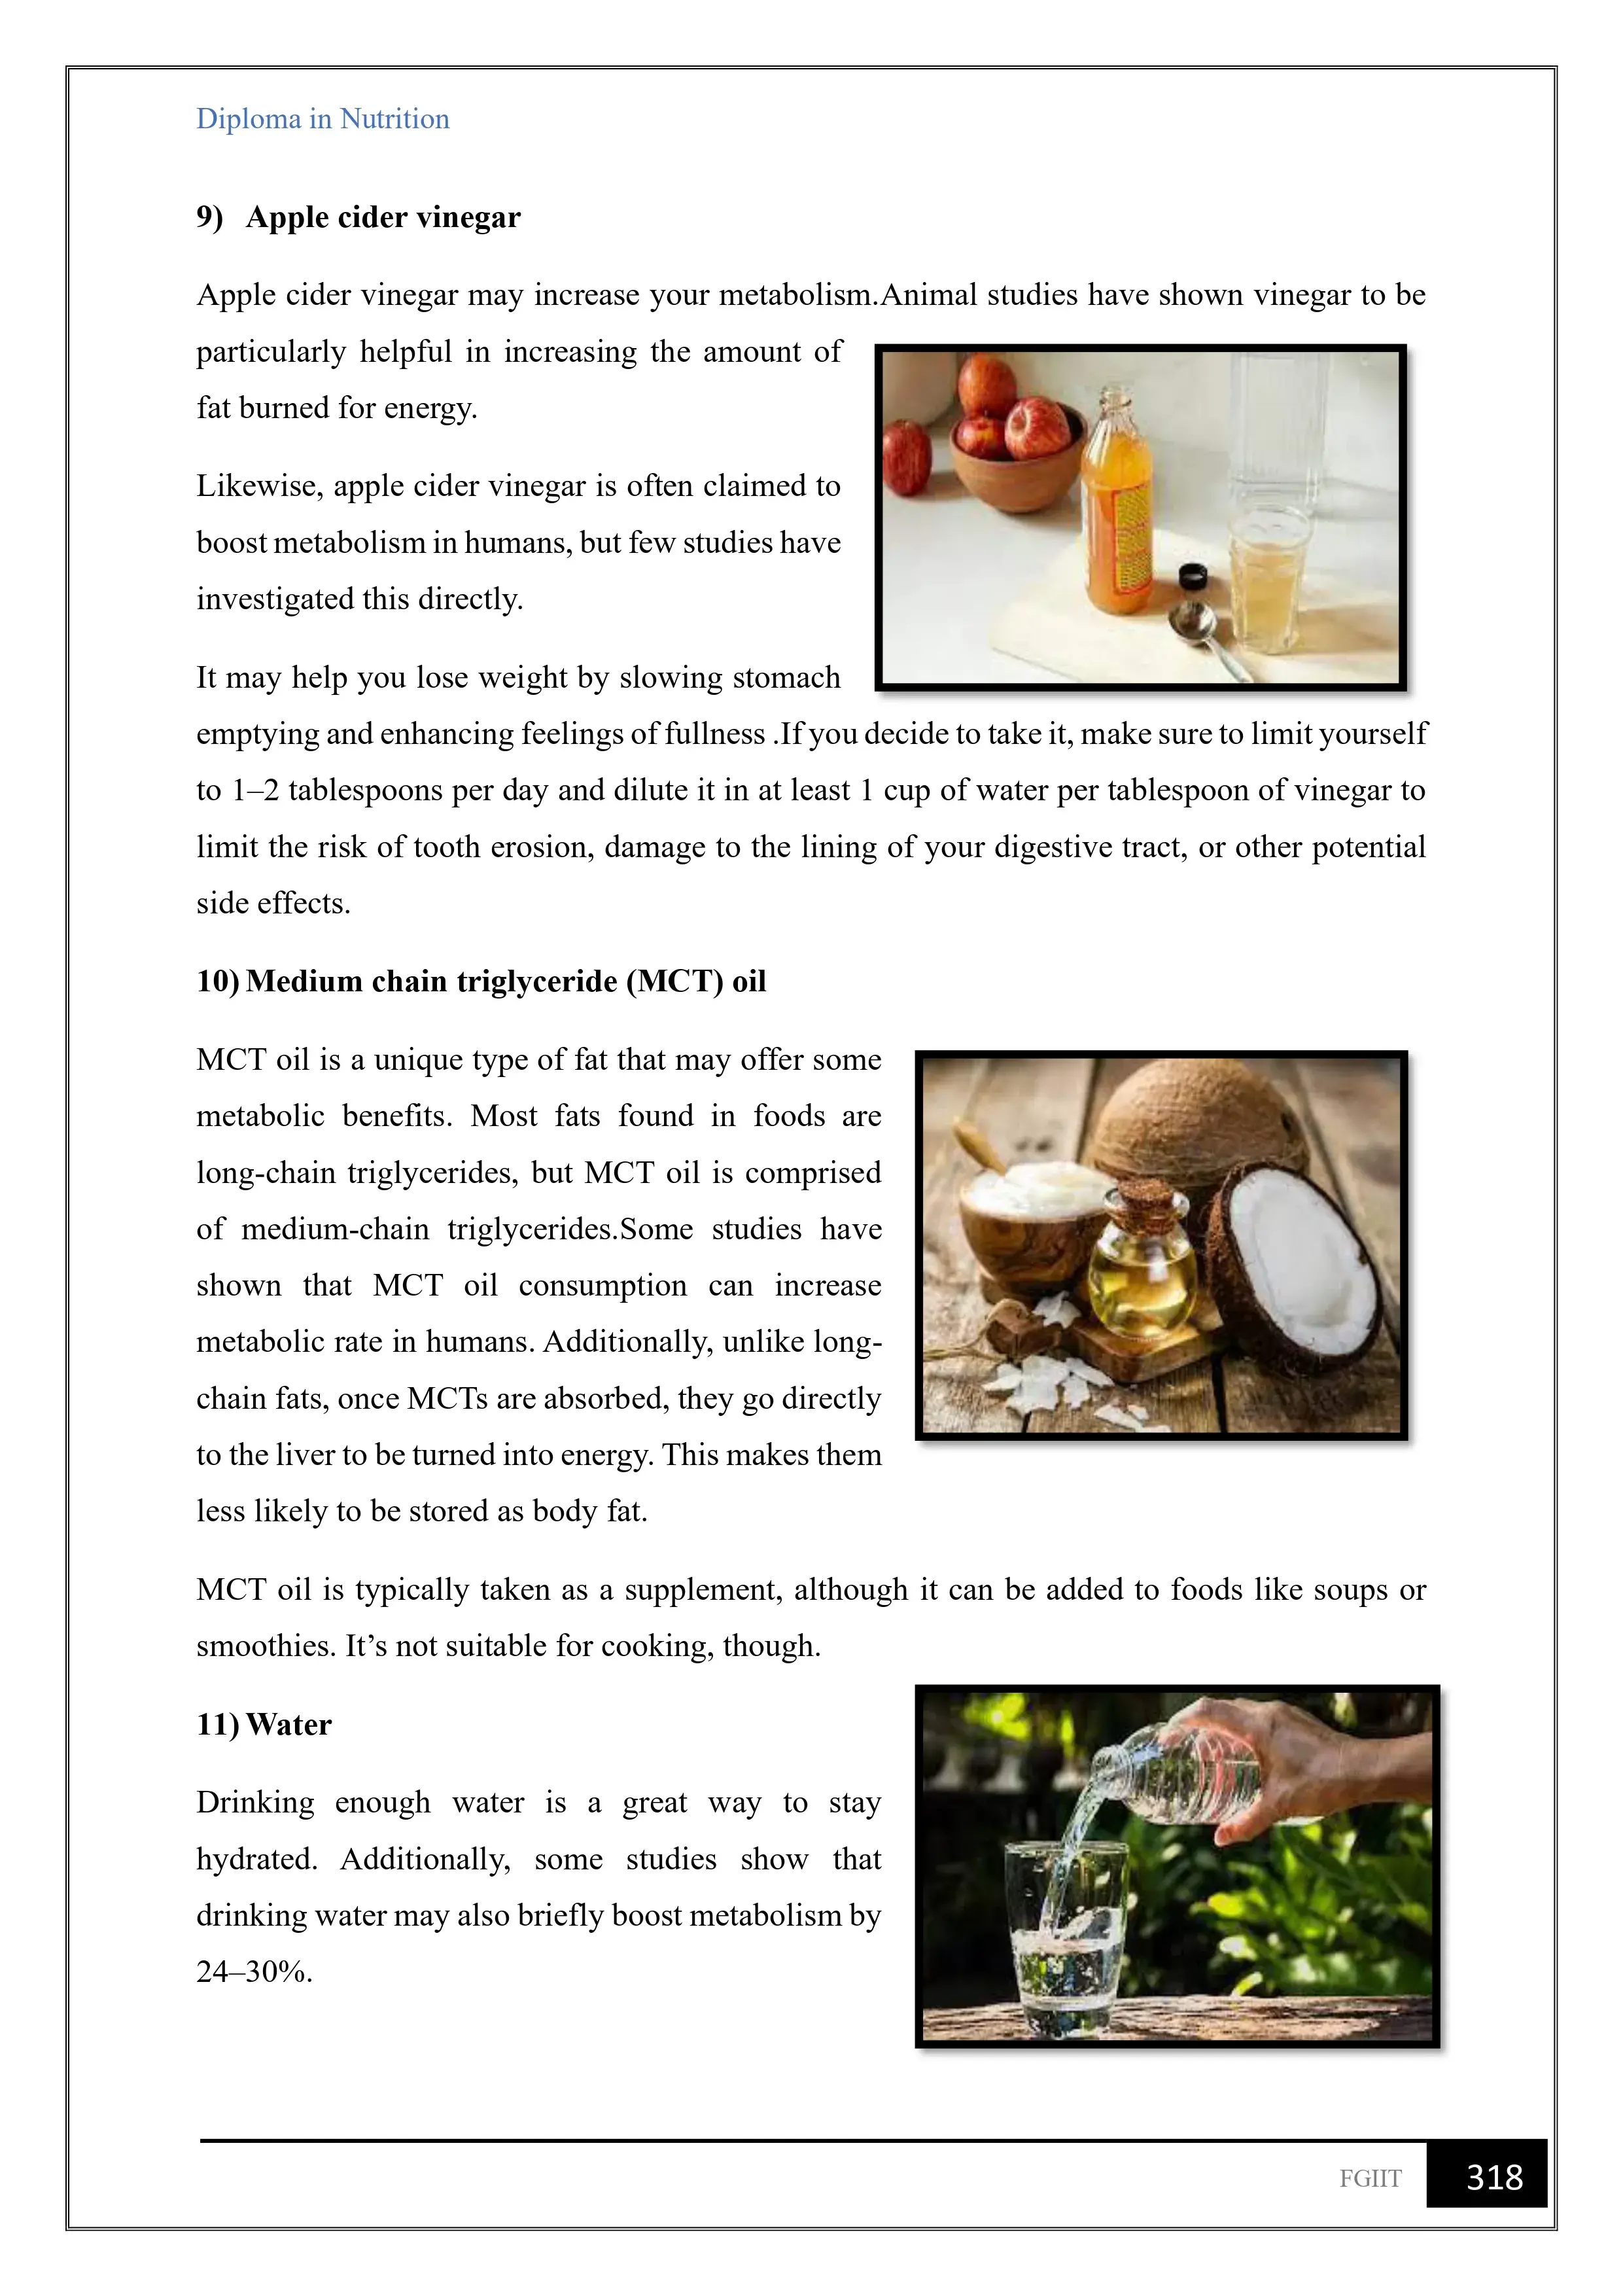 Diploma in Nutrition
9) Apple cider vinegar
Apple cider vinegar may increase your metabolism.Animal studies have shown vinegar to be
particularly helpful in increasing the amount of
fat burned for energy.
Likewise, apple cider vinegar is often claimed to
boost metabolism in humans, but few studies have
investigated this directly.
It may help you lose weight by slowing stomach
emptying and enhancing feelings of fullness .If you decide to take it, make sure to limit yourself
to 1–2 tablespoons per day and dilute it in at least 1 cup of water per tablespoon of vinegar to
limit the risk of tooth erosion, damage to the lining of your digestive tract, or other potential
side effects.
10) Medium chain triglyceride (MCT) oil
MCT oil is a unique type of fat that may offer some
metabolic benefits. Most fats found in foods are
long-chain triglycerides, but MCT oil is comprised
of medium-chain triglycerides.Some studies have
shown that MCT oil consumption can increase
metabolic rate in humans. Additionally, unlike long-
chain fats, once MCTs are absorbed, they go directly
to the liver to be turned into energy. This makes them
less likely to be stored as body fat.
MCT oil is typically taken as a supplement, although it can be added to foods like soups or
smoothies. It’s not suitable for cooking, though.
11) Water
Drinking enough water is a great way to stay
hydrated. Additionally, some studies show that
drinking water may also briefly boost metabolism by
24–30%.
FGIIT 318